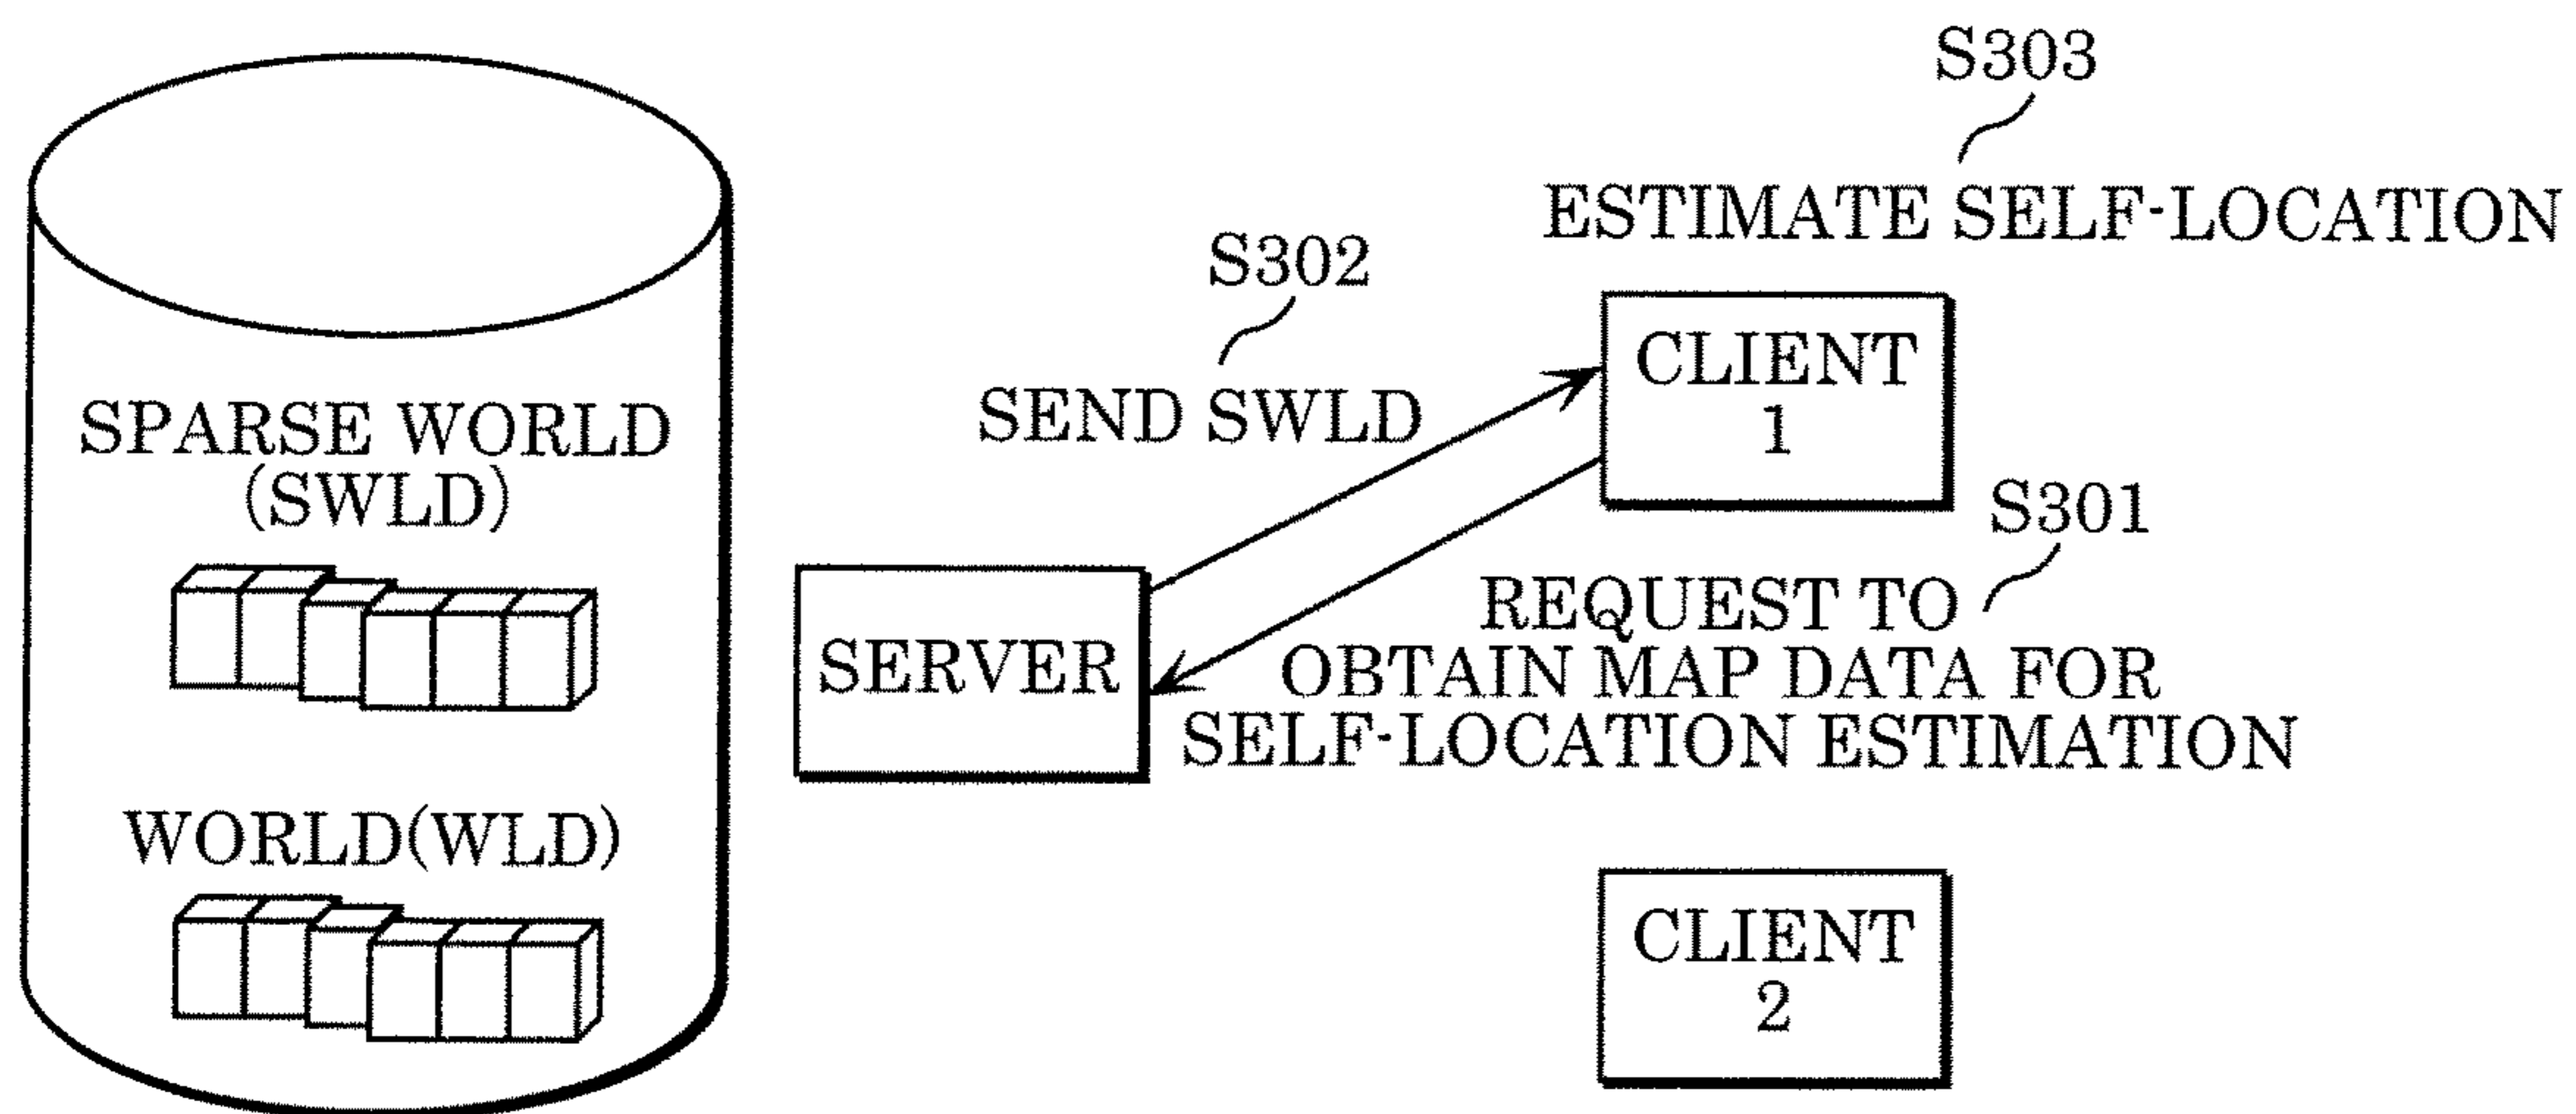 SPARSE WORLD
(SWLD)
WORLD(WLD)
SERVER
S302
SEND SWLD
S303
ESTIMATE SELF-LOCATION
CLIENT
1
S301
REQUEST TO
OBTAIN MAP DATA FOR
SELF-LOCATION ESTIMATION
CLIENT
2